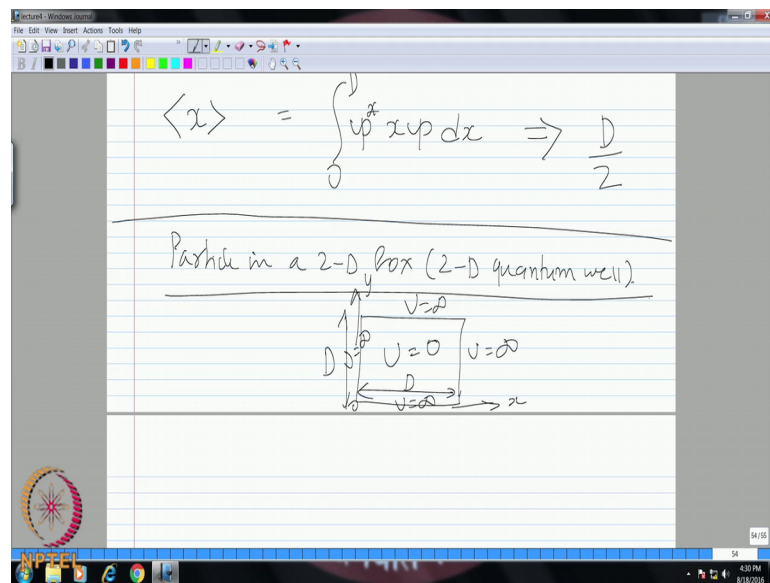 lecture4 - Windows Journal
File Edit View Insert Actions Tools Help
B I
⟨x⟩ = ∫₀ᴰ ψ* x ψ dx ⇒ D/2
Particle in a 2-D box (2-D quantum well).
y
U=∞
D U=∞ U=0 U=∞
D
0 U=∞ x
54/55
54
NPTEL
4:30 PM
8/18/2016